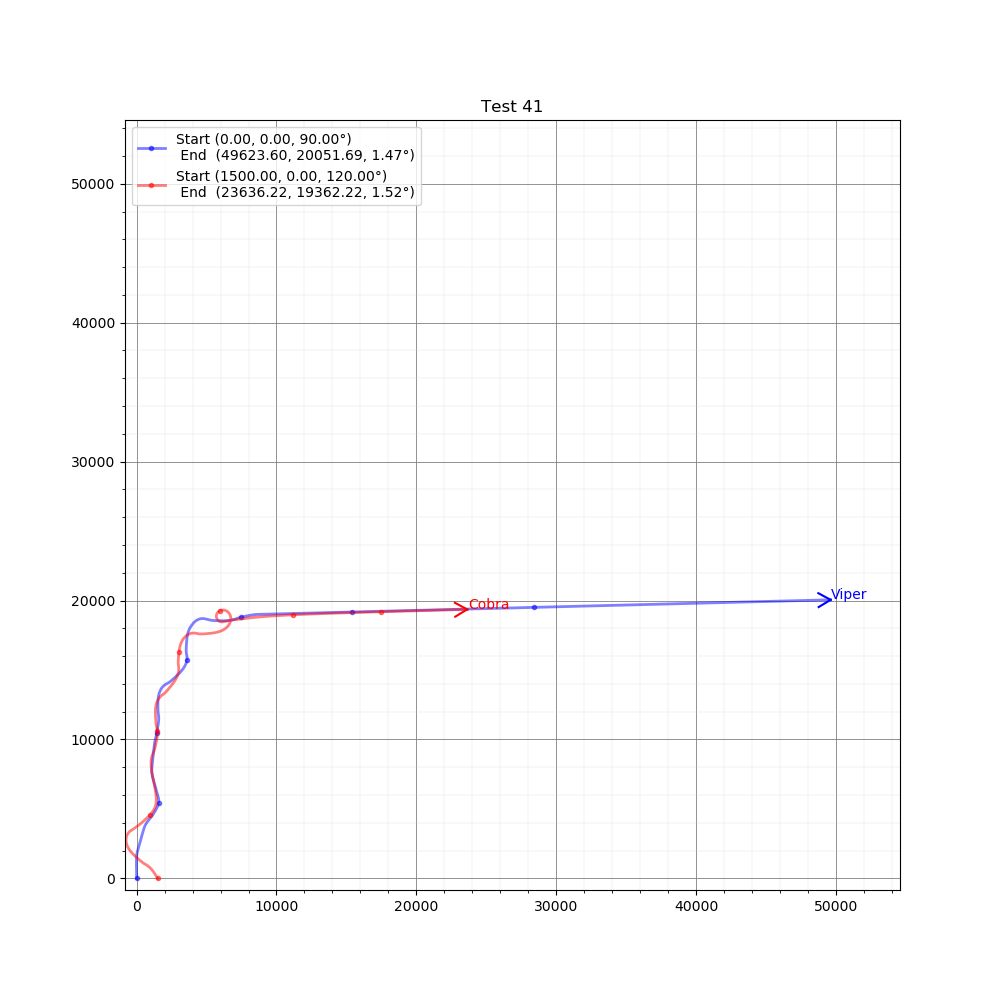 Test 41
Start (0.00, 0.00, 90.00°)
End  (49623.60, 20051.69, 1.47°)
Start (1500.00, 0.00, 120.00°)
End  (23636.22, 19362.22, 1.52°)
50000
40000
30000
20000
10000
0
Cobra
Viper
0
10000
20000
30000
40000
50000